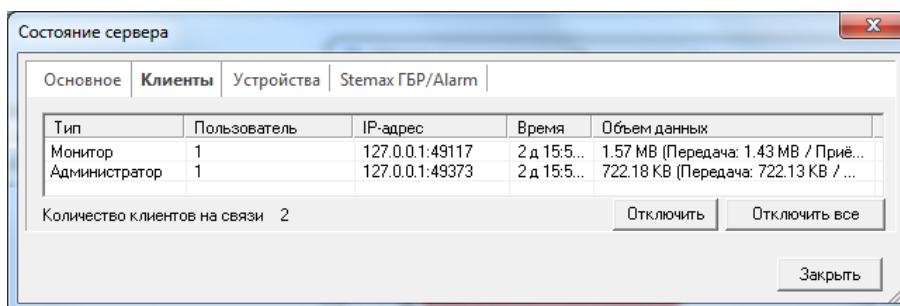 Состояние сервера
Основное Клиенты Устройства Stemax ГБР/Alarm
Тип Пользователь IP-адрес Время Объем данных
Монитор 1 127.0.0.1:49117 2 д 15:5... 1.57 MB (Передача: 1.43 MB / Приё...
Администратор 1 127.0.0.1:49373 2 д 15:5... 722.18 KB (Передача: 722.13 KB / ...
Количество клиентов на связи 2 Отключить Отключить все
Закрыть